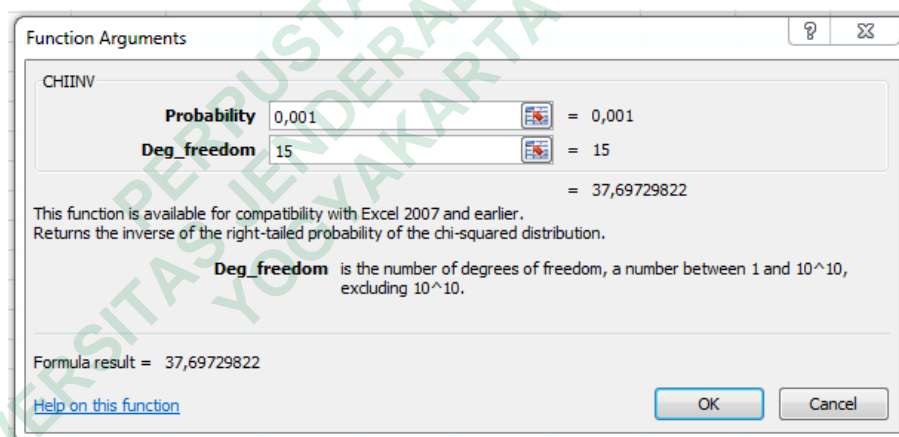 Function Arguments
CHIINV
Probability 0,001 = 0,001
Deg_freedom 15 = 15
= 37,69729822
This function is available for compatibility with Excel 2007 and earlier.
Returns the inverse of the right-tailed probability of the chi-squared distribution.
Deg_freedom is the number of degrees of freedom, a number between 1 and 10^10,
excluding 10^10.
Formula result = 37,69729822
Help on this function
OK Cancel
YOGYAKARTA